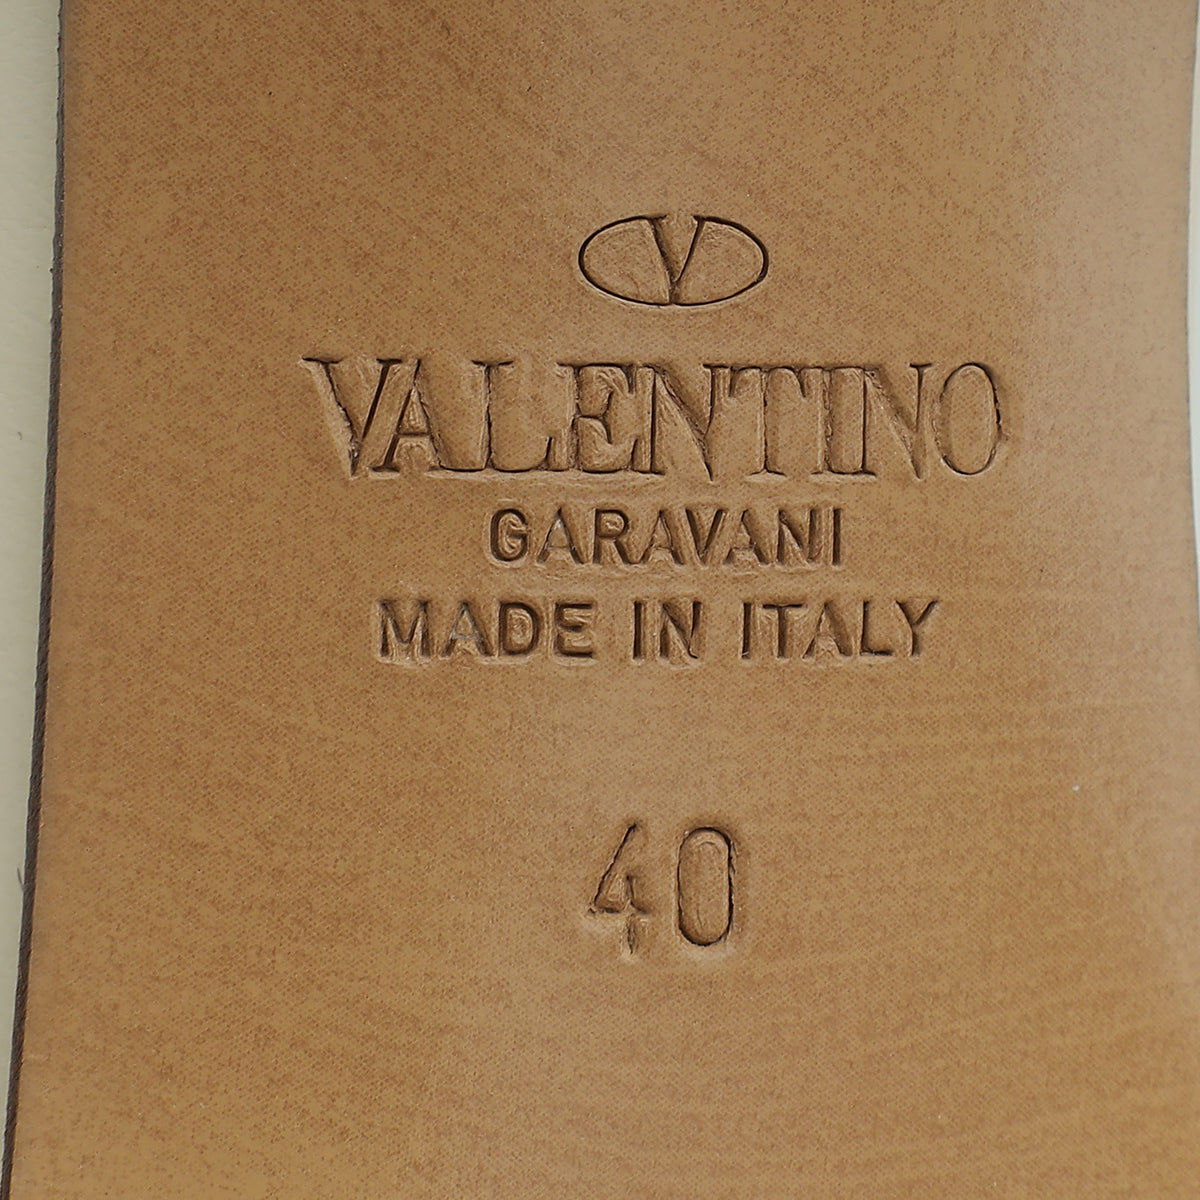 V
VALENTINO
GARAVANI
MADE IN ITALY
40